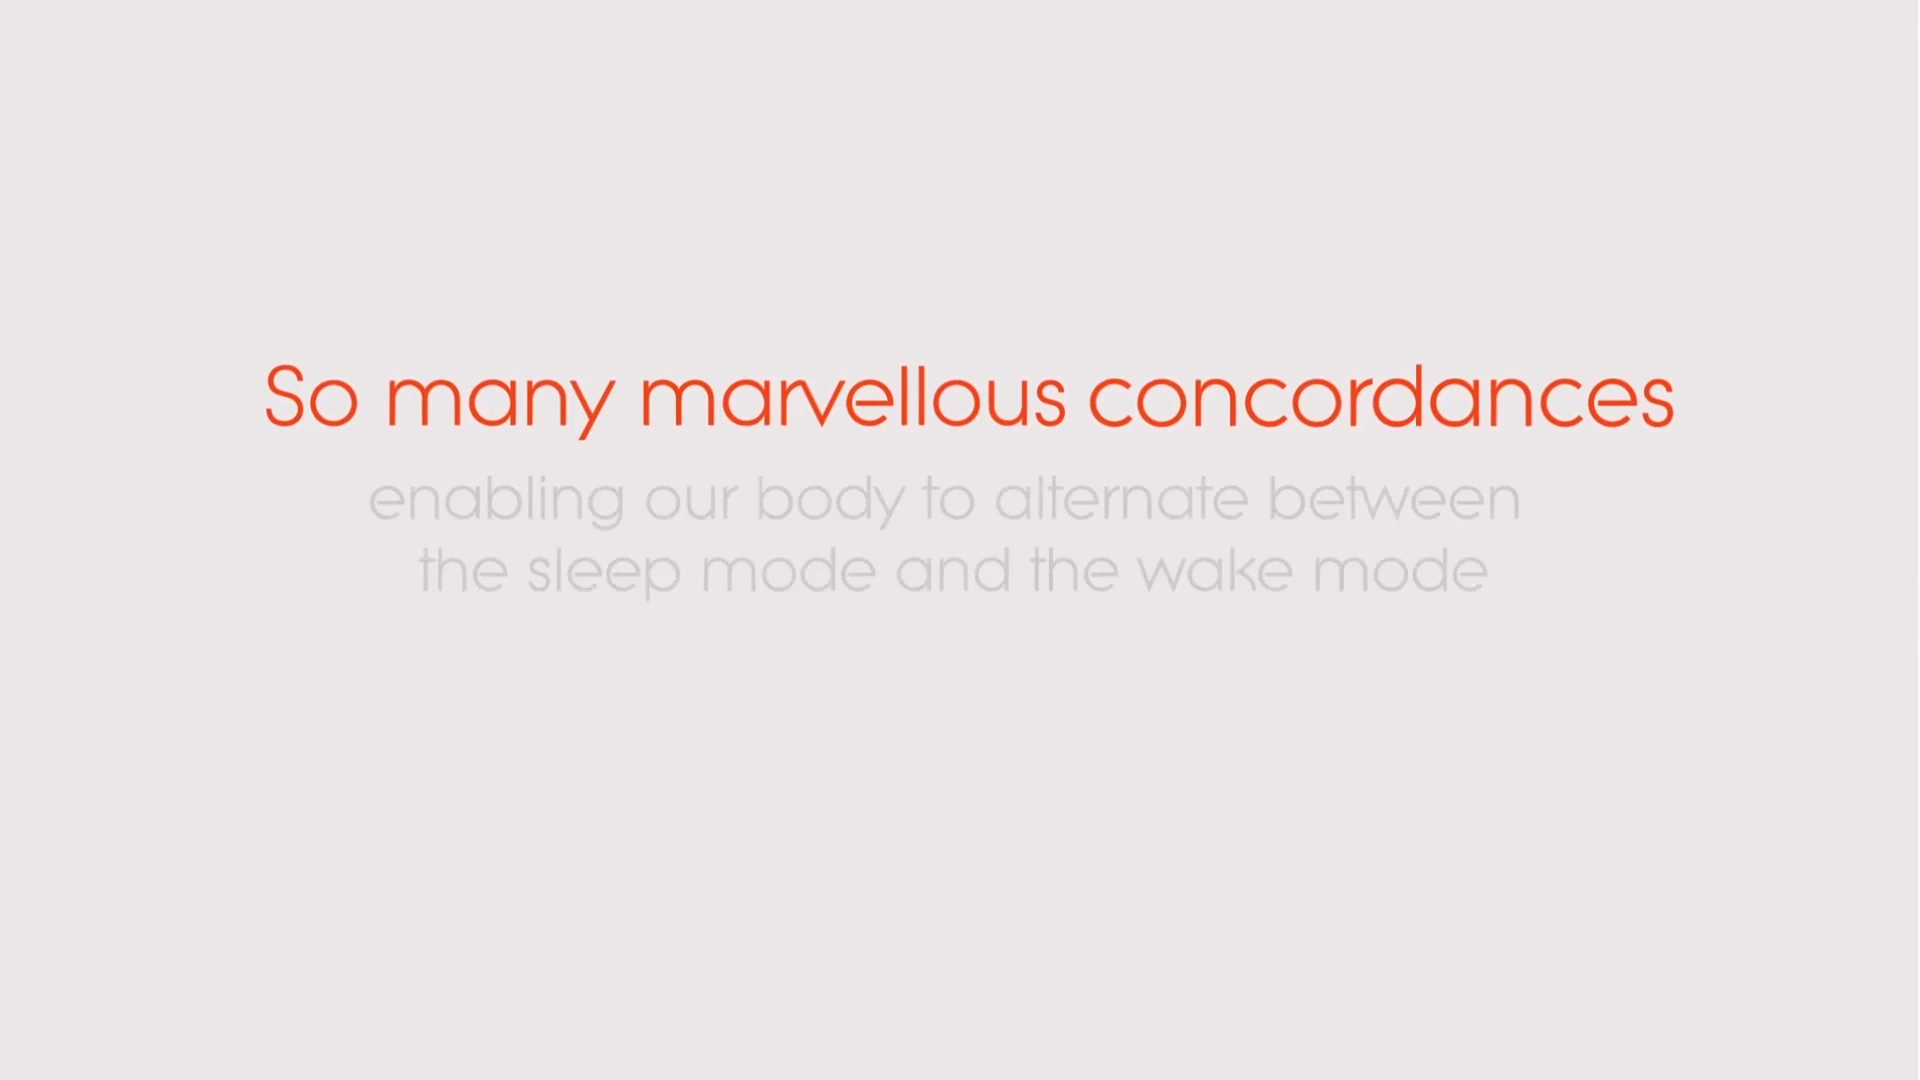 So many marvellous concordances
enabling our body to alternate between
the sleep mode and the wake mode